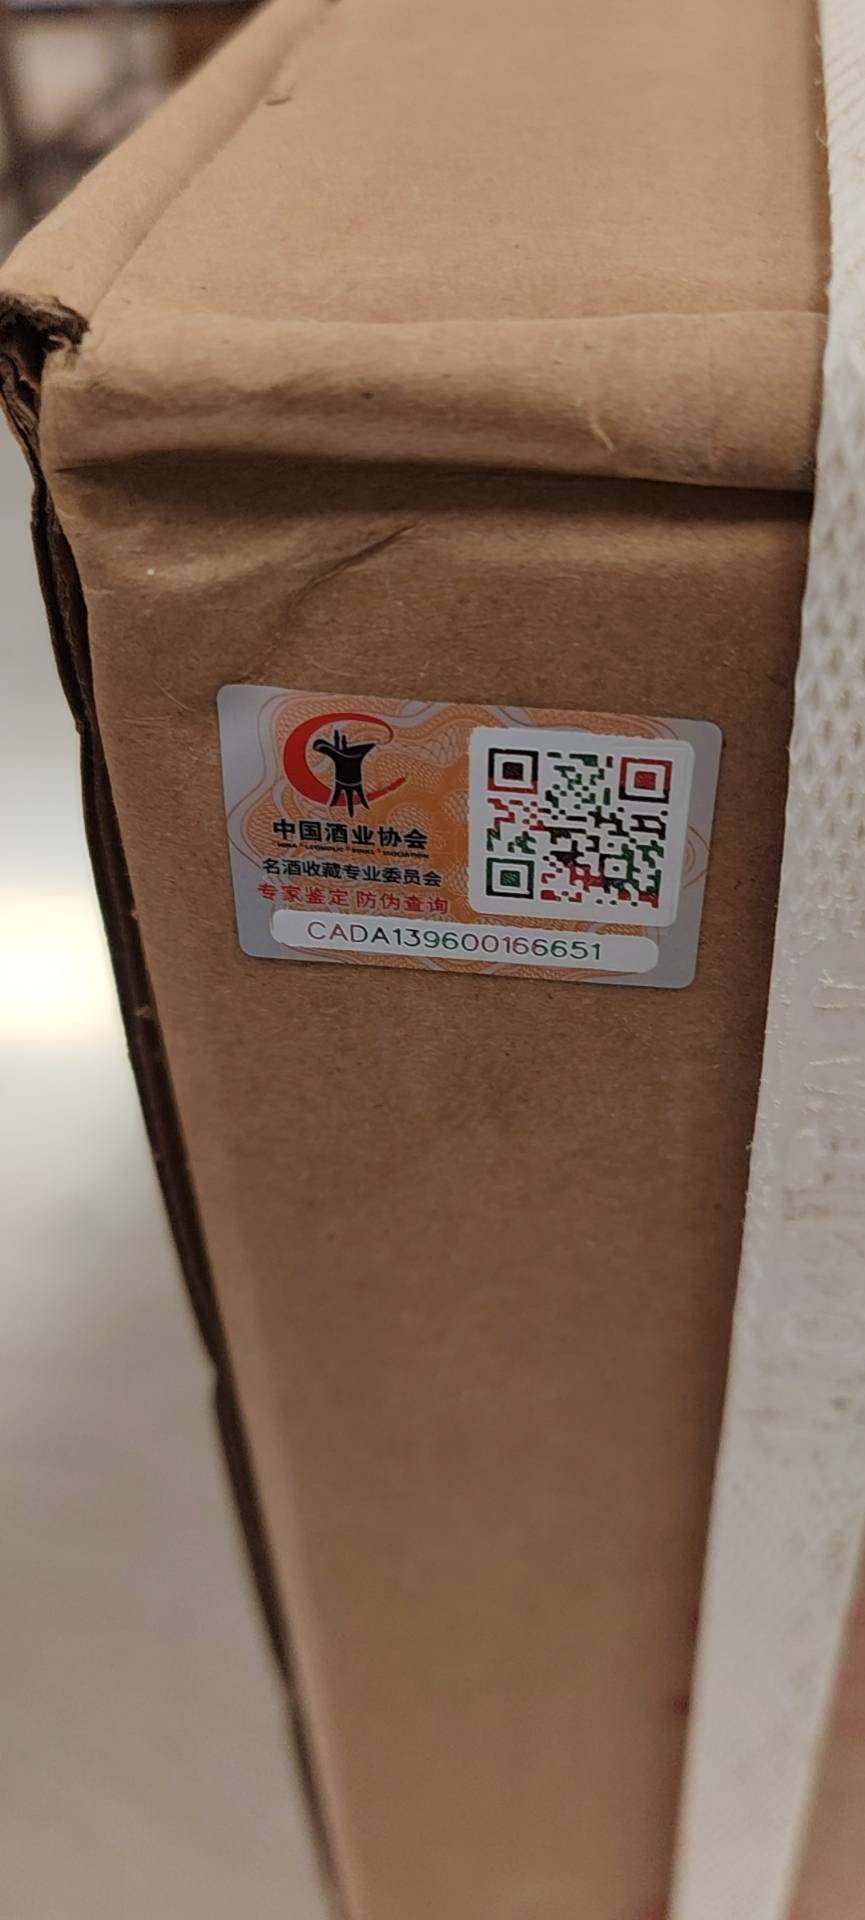 中国酒业协会
名酒收藏专业委员会
专家鉴定 防伪查询
CADA139600166651